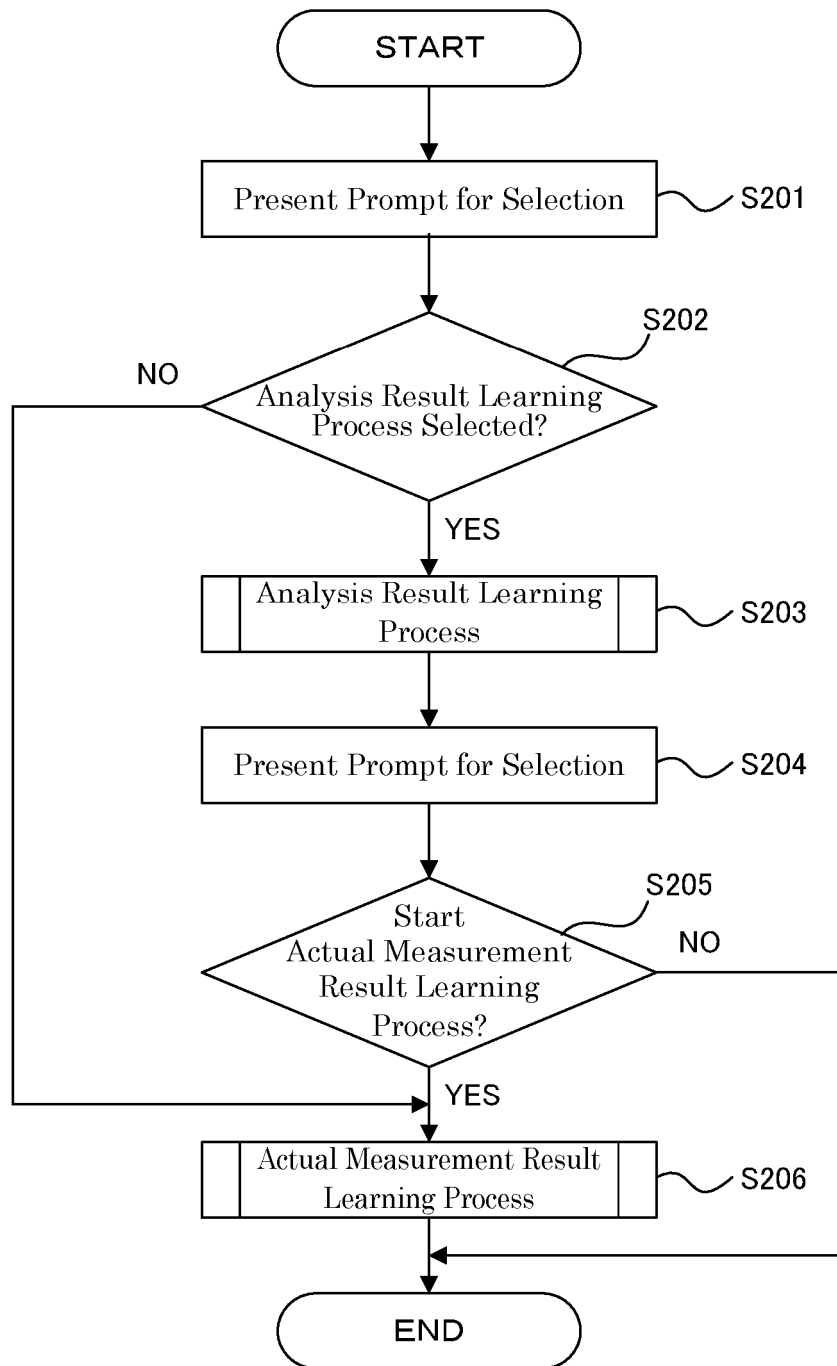 START
Present Prompt for Selection
S201
S202
NO
Analysis Result Learning
Process Selected?
YES
Analysis Result Learning
Process
S203
Present Prompt for Selection
S204
S205
Start
Actual Measurement
Result Learning
Process?
NO
YES
Actual Measurement Result
Learning Process
S206
END